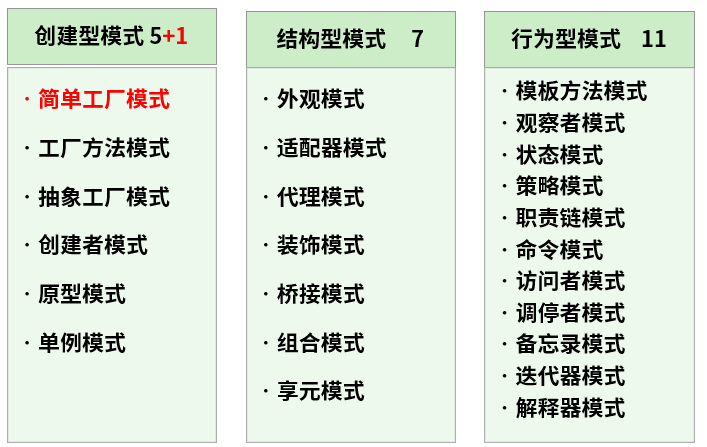 创建型模式 5+1
· 简单工厂模式
· 工厂方法模式
· 抽象工厂模式
· 创建者模式
· 原型模式
· 单例模式
结构型模式 7
· 外观模式
· 适配器模式
· 代理模式
· 装饰模式
· 桥接模式
· 组合模式
· 享元模式
行为型模式 11
· 模板方法模式
· 观察者模式
· 状态模式
· 策略模式
· 职责链模式
· 命令模式
· 访问者模式
· 调停者模式
· 备忘录模式
· 迭代器模式
· 解释器模式